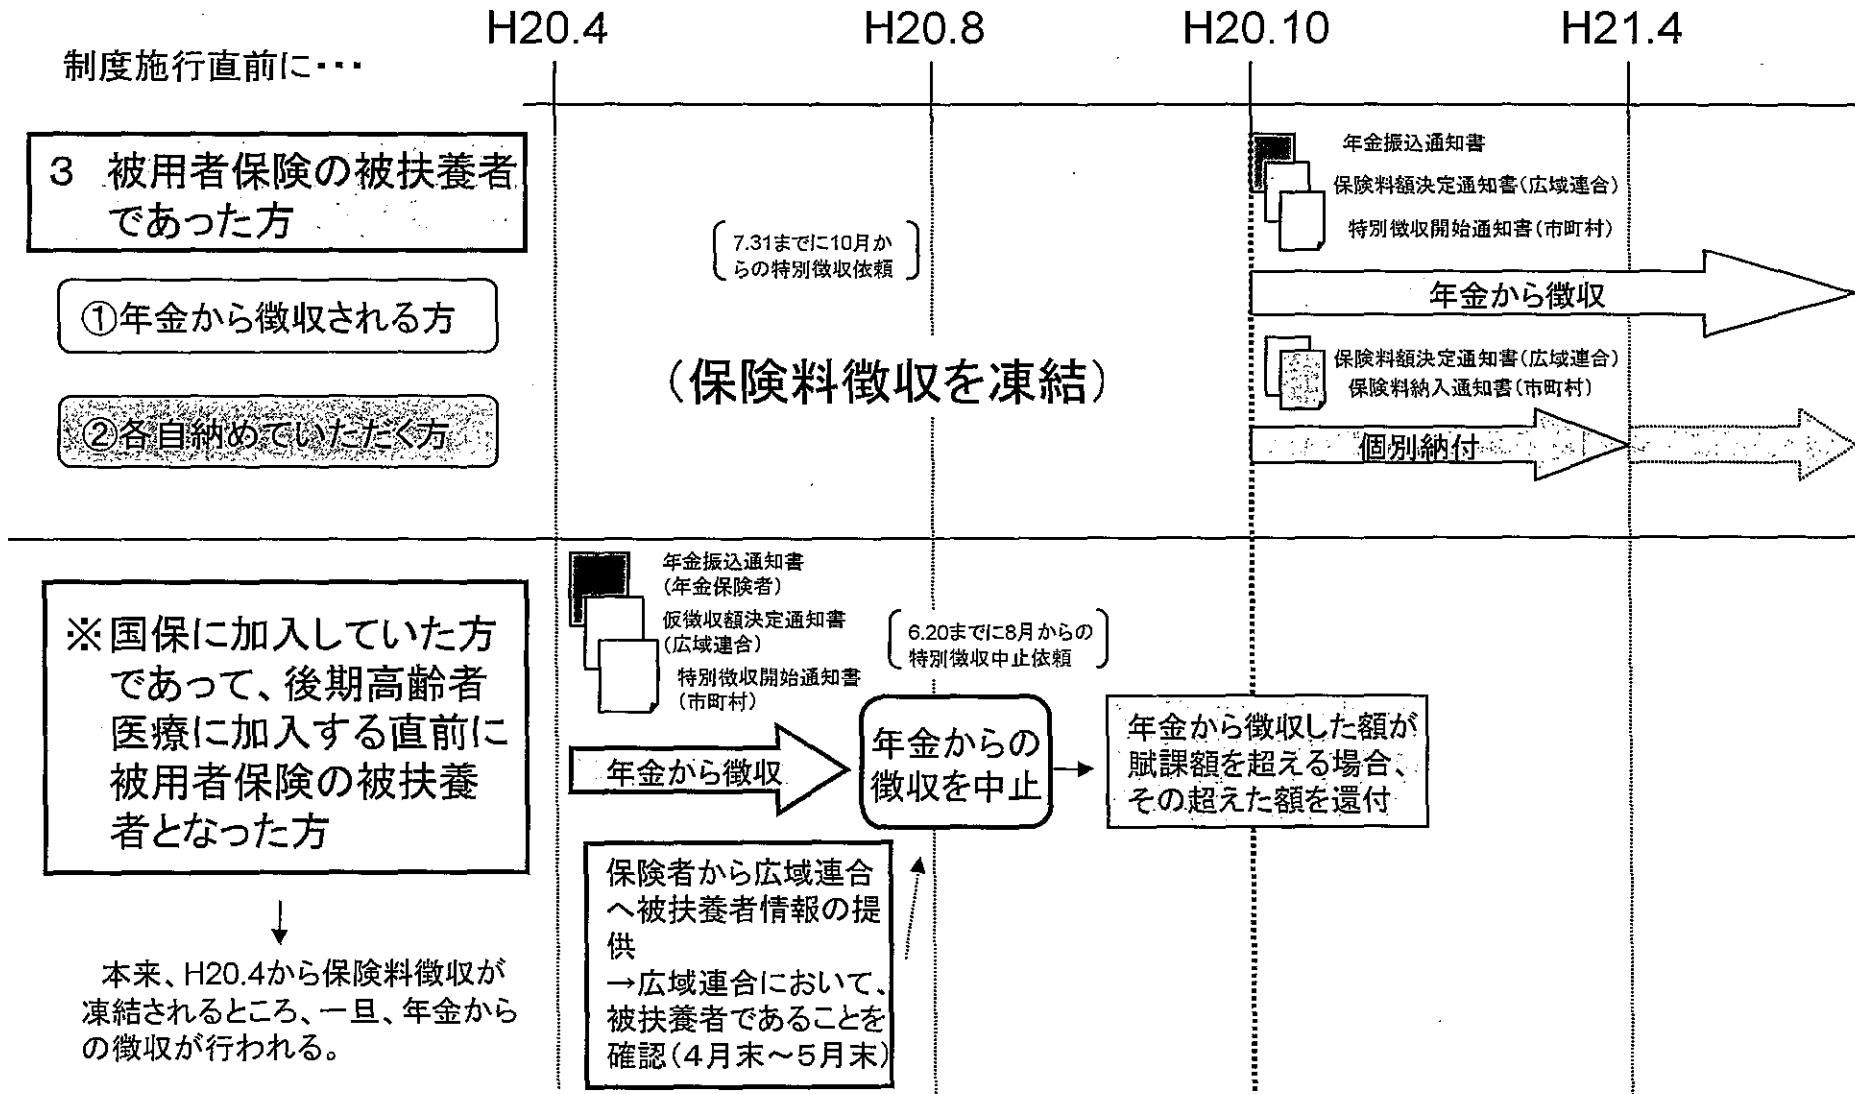 H20.4
H20.8
H20.10
H21.4
制度施行直前に・・・
3 被用者保険の被扶養者
であった方
①年金から徴収される方
②各自納めていただく方
7.31までに10月か
らの特別徴収依頼
(保険料徴収を凍結)
年金振込通知書
保険料額決定通知書(広域連合)
特別徴収開始通知書(市町村)
年金から徴収
保険料額決定通知書(広域連合)
保険料納入通知書(市町村)
個別納付
※国保に加入していた方
であって、後期高齢者
医療に加入する直前に
被用者保険の被扶養
者となった方
本来、H20.4から保険料徴収が
凍結されるところ、一旦、年金から
の徴収が行われる。
年金振込通知書
(年金保険者)
仮徴収額決定通知書
(広域連合)
特別徴収開始通知書
(市町村)
年金から徴収
6.20までに8月からの
特別徴収中止依頼
年金からの
徴収を中止
年金から徴収した額が
賦課額を超える場合、
その超えた額を還付
保険者から広域連合
へ被扶養者情報の提
供
→広域連合において、
被扶養者であることを
確認(4月末~5月末)